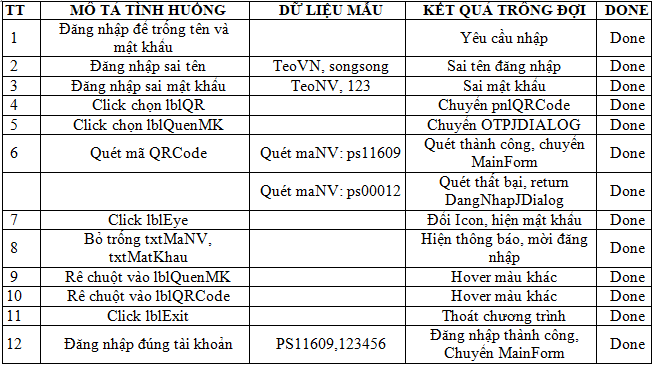 TT MÔ TẢ TÌNH HUỐNG DỮ LIỆU MẪU KẾT QUẢ TRÔNG ĐỢI DONE
1 Đăng nhập để trống tên và mật khẩu Yêu cầu nhập Done
2 Đăng nhập sai tên TeoVN, songsong Sai tên đăng nhập Done
3 Đăng nhập sai mật khẩu TeoNV, 123 Sai mật khẩu Done
4 Click chọn lblQR Chuyển pnlQRCode Done
5 Click chọn lblQuenMK Chuyển OTPJDIALOG Done
6 Quét mã QRCode Quét maNV: ps11609 Quét thành công, chuyển MainForm Done
Quét maNV: ps00012 Quét thất bại, return DangNhapJDialog Done
7 Click lblEye Đổi Icon, hiện mật khẩu Done
8 Bỏ trống txtMaNV, txtMatKhau Hiện thông báo, mời đăng nhập Done
9 Rê chuột vào lblQuenMK Hover màu khác Done
10 Rê chuột vào lblQRCode Hover màu khác Done
11 Click lblExit Thoát chương trình Done
12 Đăng nhập đúng tài khoản PS11609,123456 Đăng nhập thành công, Chuyển MainForm Done